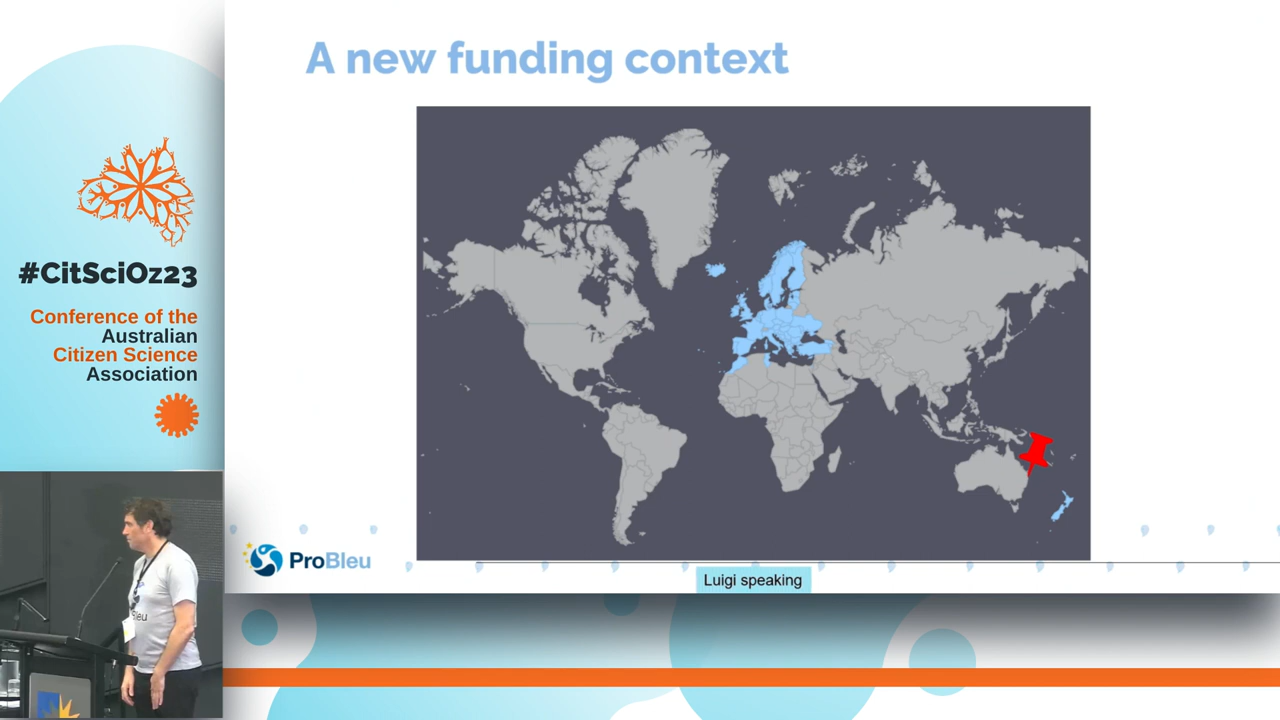 A new funding context
#CitSciOz23
Conference of the
Australian
Citizen Science
Association
ProBleu
Luigi speaking